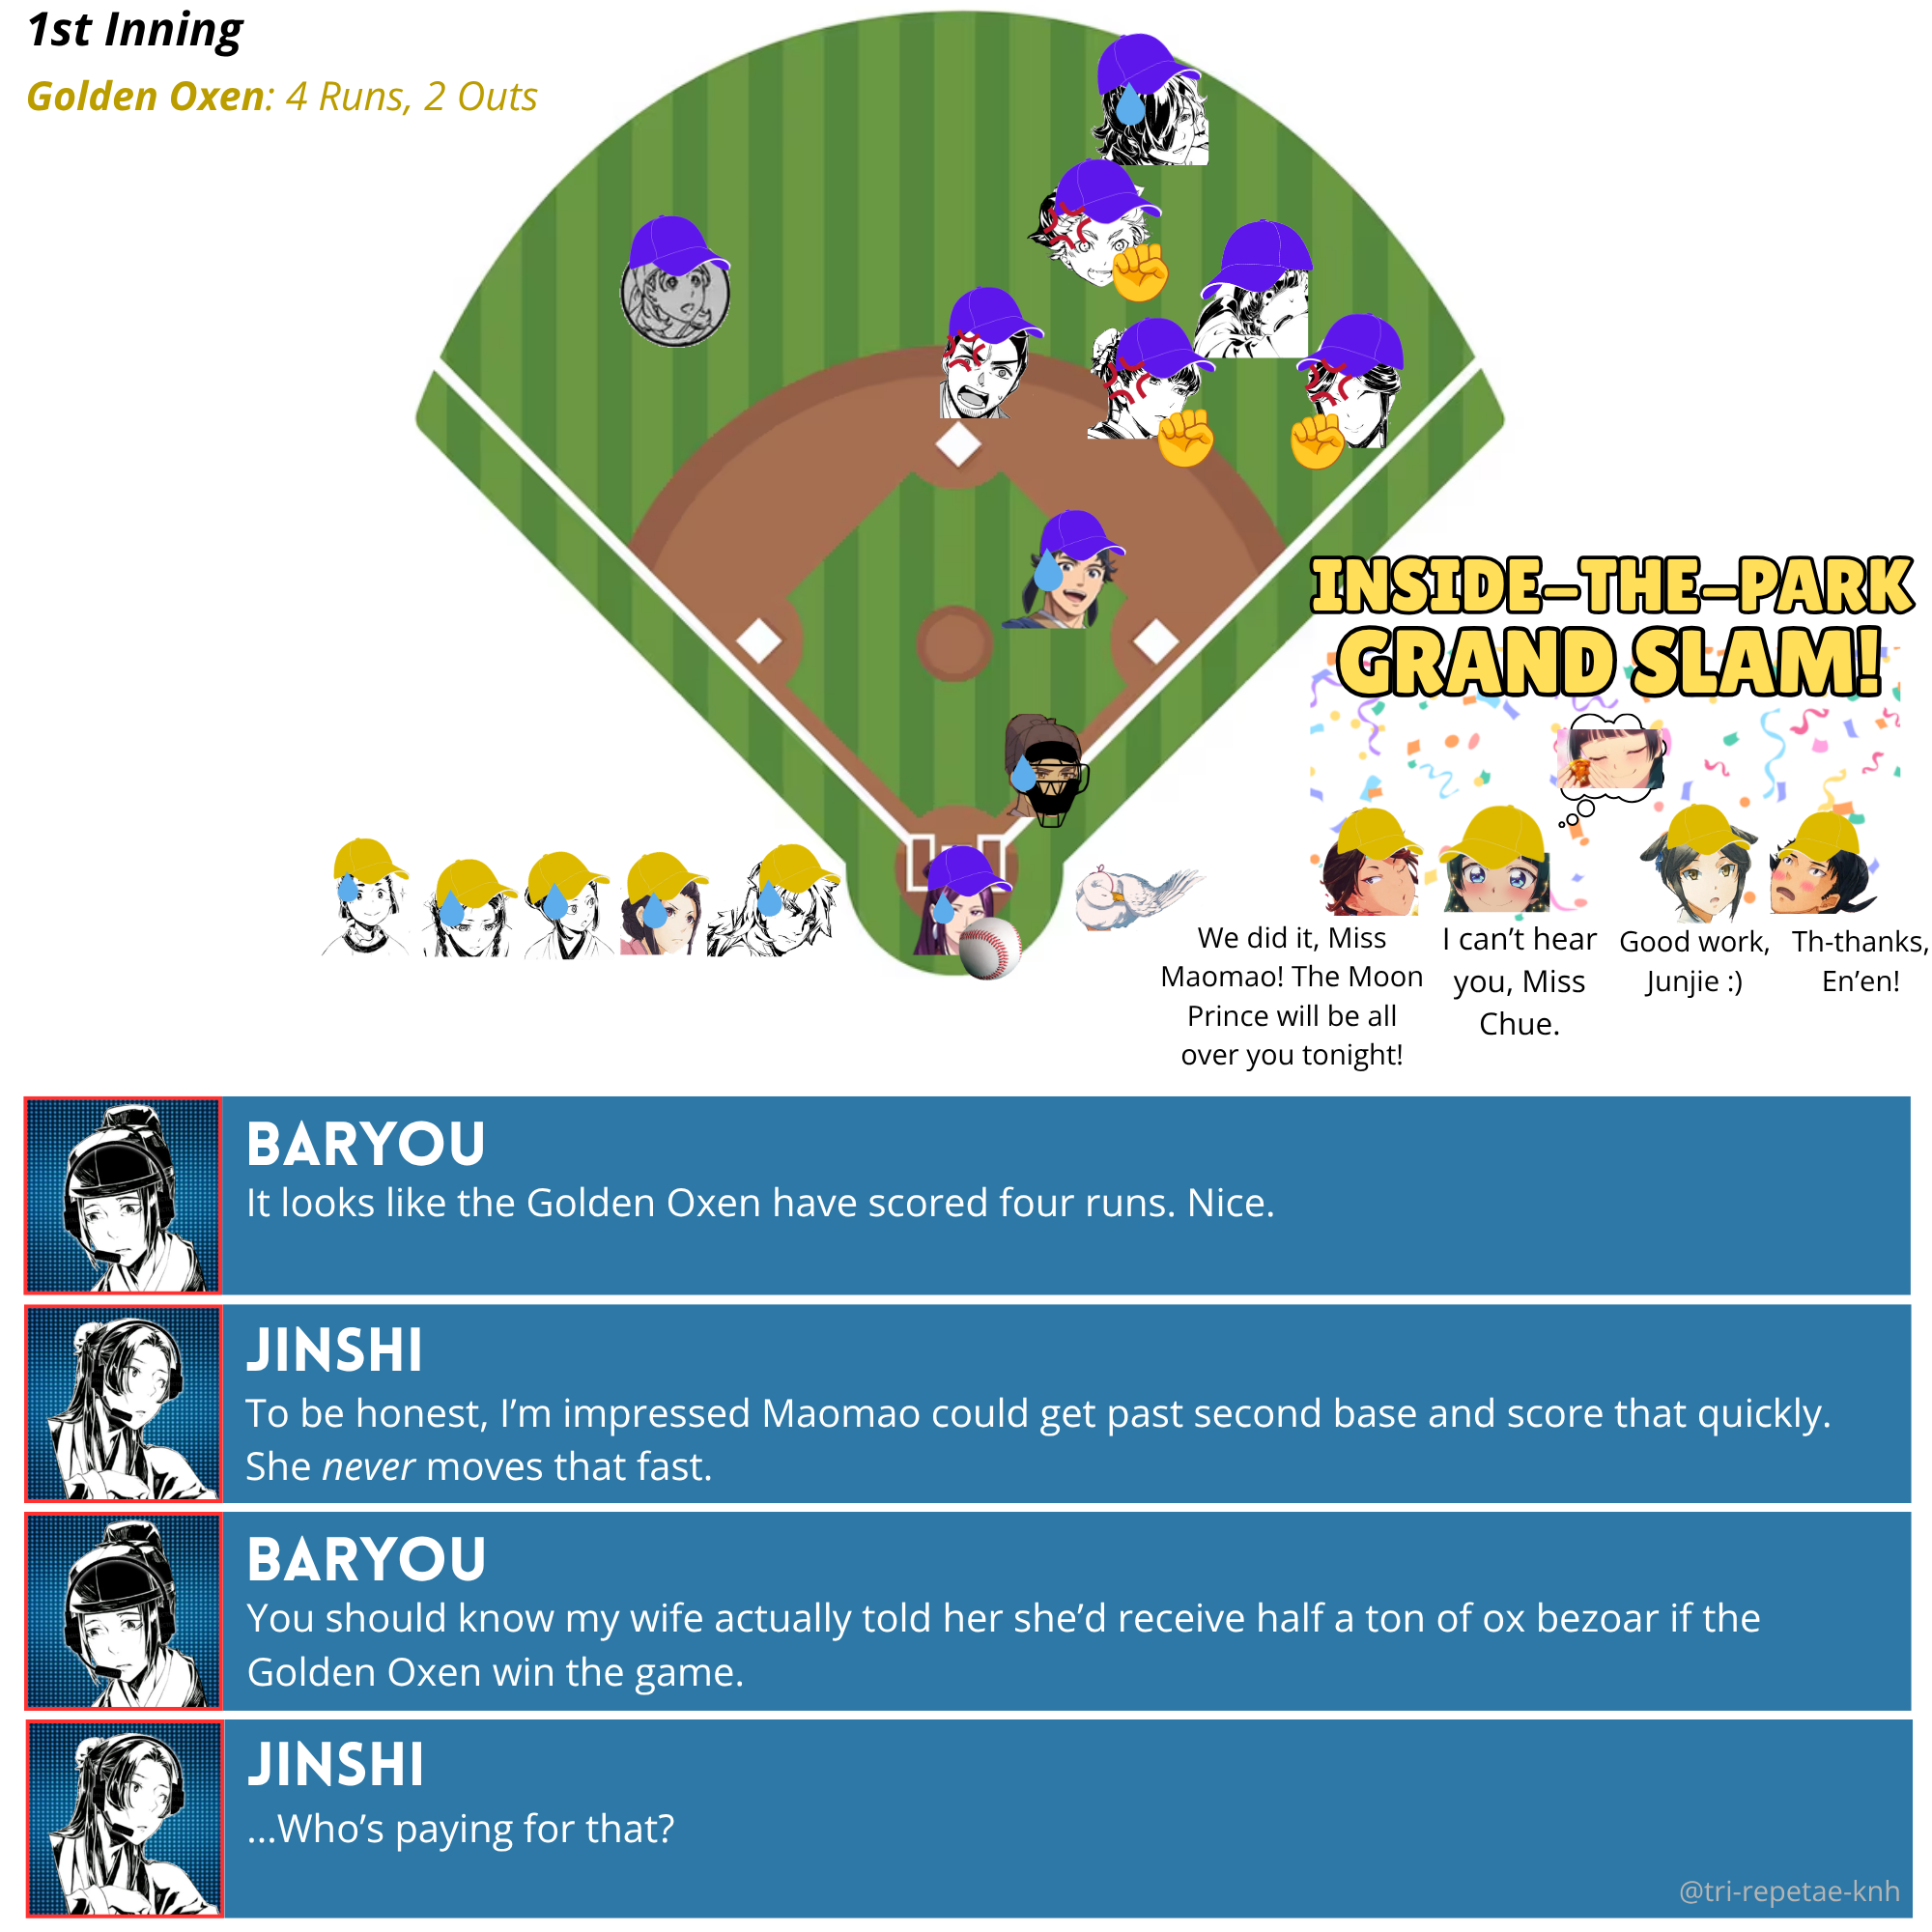 1st Inning
Golden Oxen: 4 Runs, 2 Outs
INSIDE-THE-PARK
GRAND SLAM!
We did it, Miss
Maomao! The Moon
Prince will be all
over you tonight!
I can't hear
you, Miss
Chue.
Good work,
Junjie :)
Th-thanks,
En'en!
BARYOU
It looks like the Golden Oxen have scored four runs. Nice.
JINSHI
To be honest, I'm impressed Maomao could get past second base and score that quickly.
She never moves that fast.
BARYOU
You should know my wife actually told her she'd receive half a ton of ox bezoar if the
Golden Oxen win the game.
JINSHI
...Who's paying for that?
@tri-repetae-knh